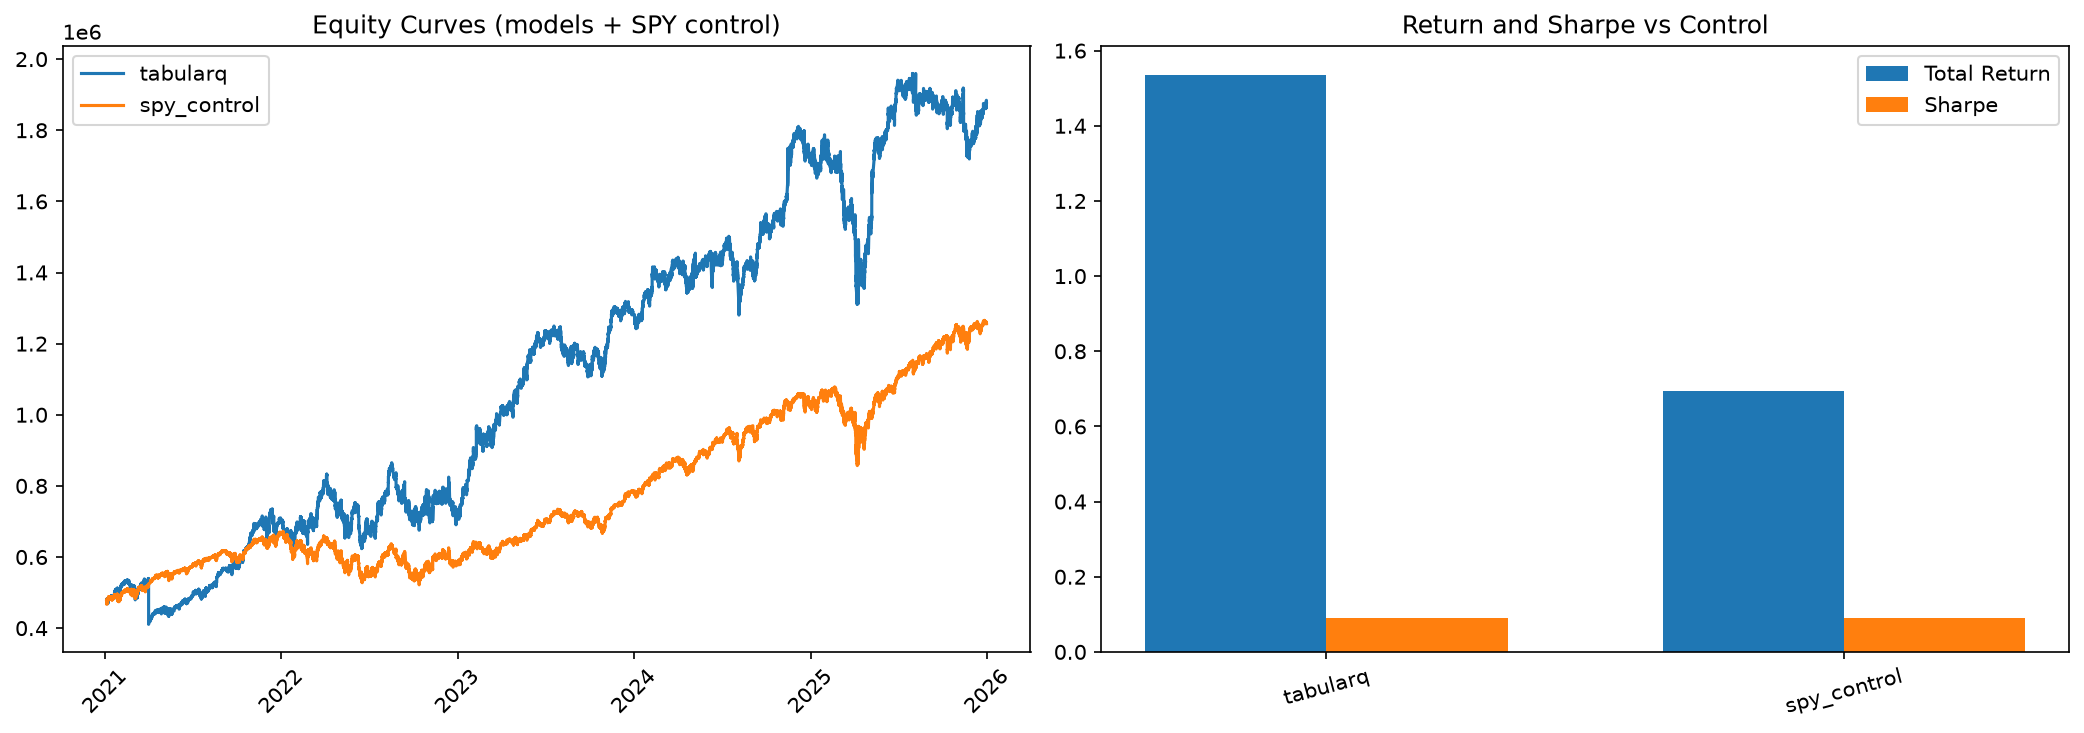 Equity Curves (models + SPY control)
1e6
tabularq
spy_control
2.0
1.8
1.6
1.4
1.2
1.0
0.8
0.6
0.4
2021
2022
2023
2024
2025
2026
Return and Sharpe vs Control
Total Return
Sharpe
1.6
1.4
1.2
1.0
0.8
0.6
0.4
0.2
0.0
tabularq
spy_control